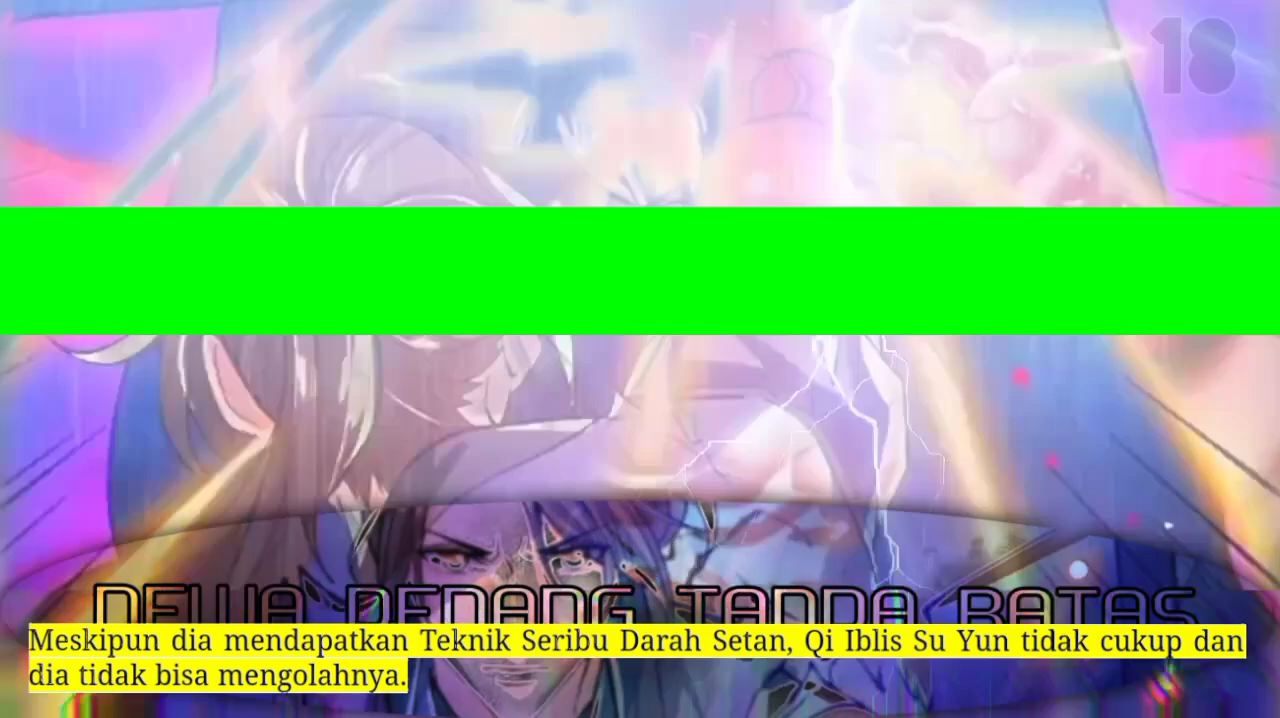 18
DEWA PEDANG TANPA BATAS
Meskipun dia mendapatkan Teknik Seribu Darah Setan, Qi Iblis Su Yun tidak cukup dan
dia tidak bisa mengolahnya.